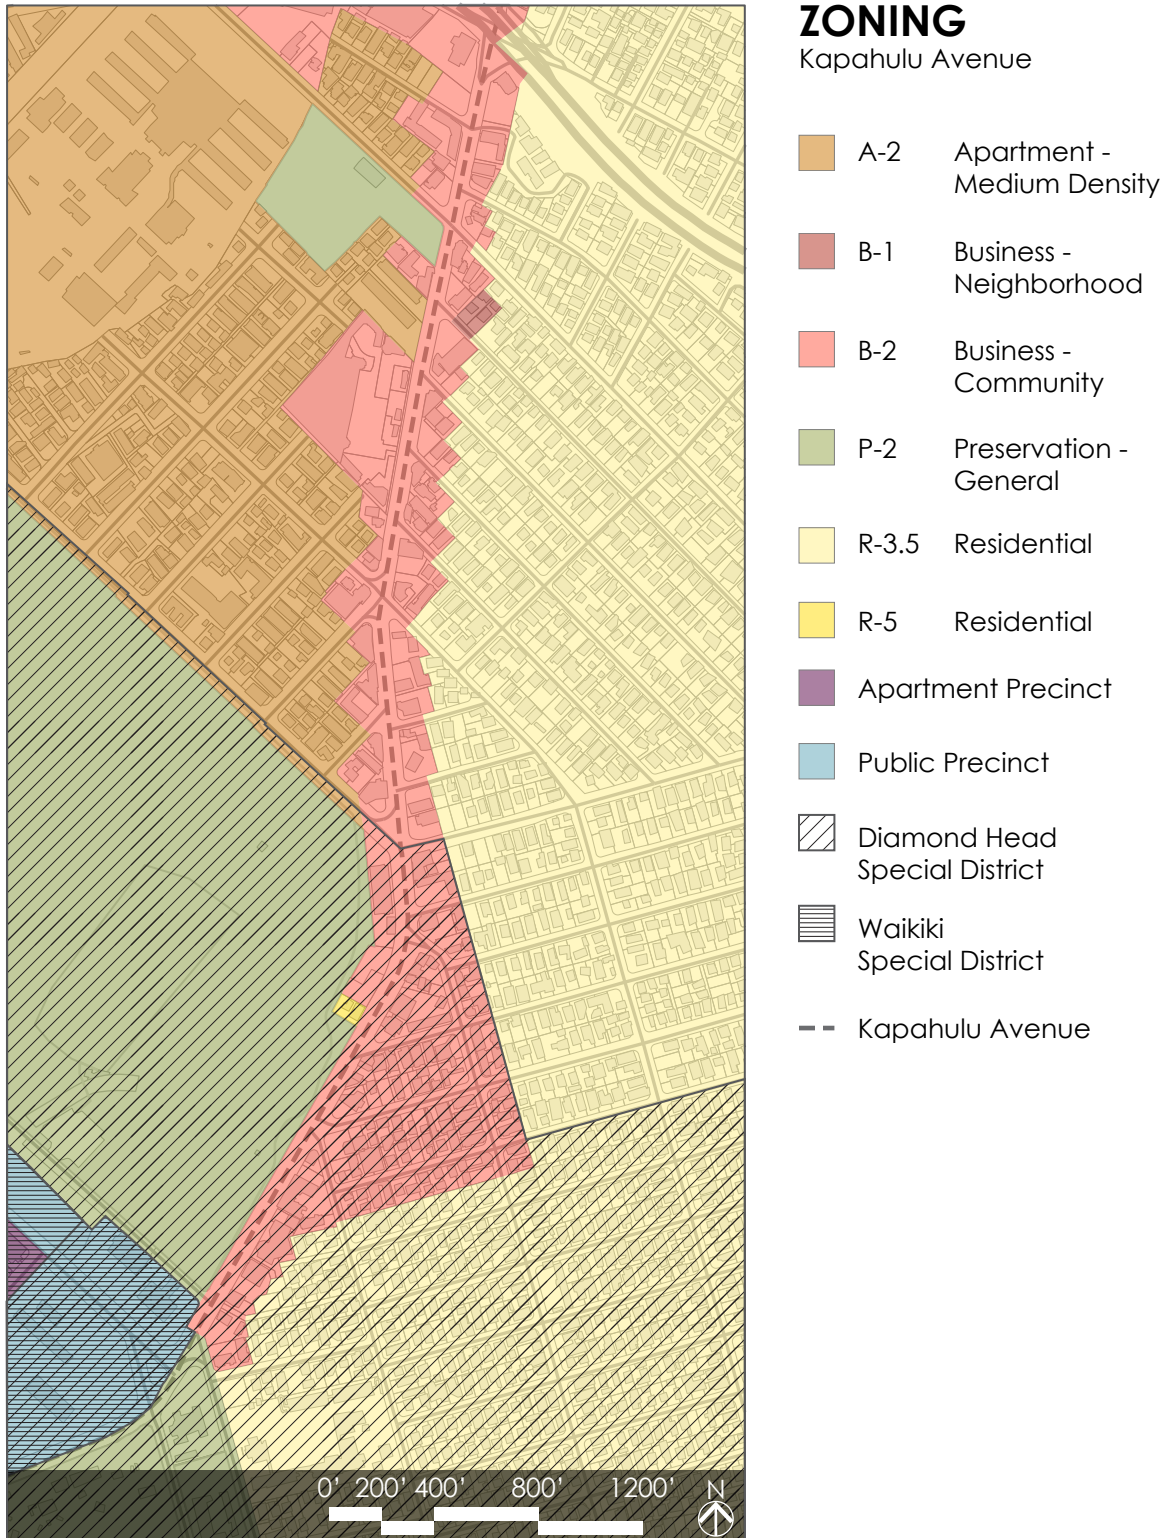 ZONING
Kapahulu Avenue
A-2 Apartment -
Medium Density
B-1 Business -
Neighborhood
B-2 Business -
Community
P-2 Preservation -
General
R-3.5 Residential
R-5 Residential
Apartment Precinct
Public Precinct
Diamond Head
Special District
Waikiki
Special District
Kapahulu Avenue
0' 200' 400' 800' 1200' N